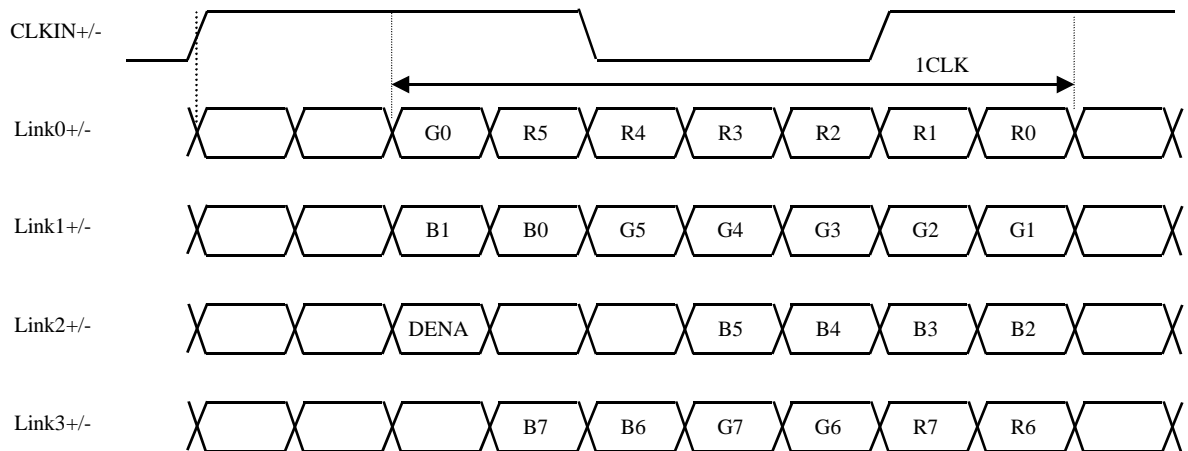 CLKIN+/-
1CLK
Link0+/- G0 R5 R4 R3 R2 R1 R0
Link1+/- B1 B0 G5 G4 G3 G2 G1
Link2+/- DENA B5 B4 B3 B2
Link3+/- B7 B6 G7 G6 R7 R6